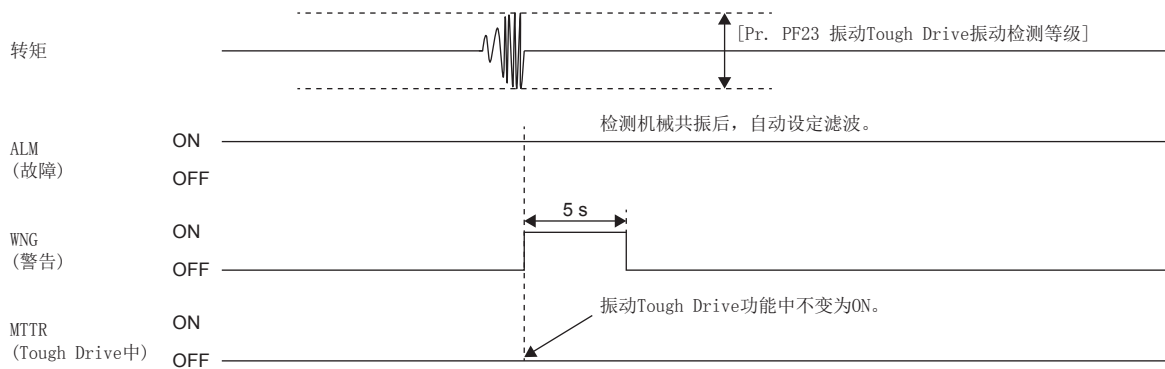 转矩
[Pr. PF23 振动Tough Drive振动检测等级]
检测机械共振后，自动设定滤波。
ALM
(故障)
ON
OFF
5 s
WNG
(警告)
ON
OFF
振动Tough Drive功能中不变为ON。
MTTR
(Tough Drive中)
ON
OFF